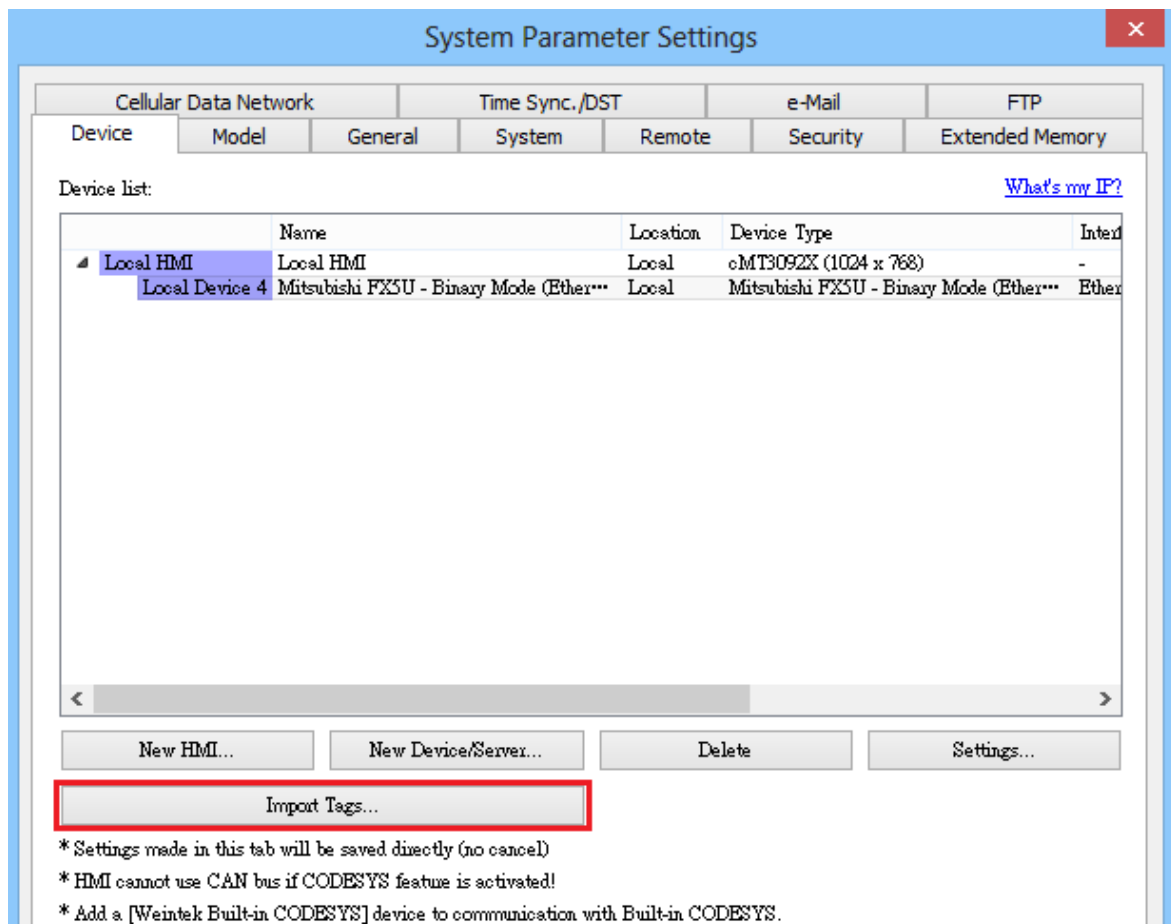 System Parameter Settings
Cellular Data Network Time Sync./DST e-Mail FTP
Device Model General System Remote Security Extended Memory
Device list: What's my IP?
Name Location Device Type Interf
Local HMI Local HMI Local cMT3092X (1024 x 768) -
Local Device 4 Mitsubishi FX5U - Binary Mode (Ether··· Local Mitsubishi FX5U - Binary Mode (Ether··· Ether
New HMI... New Device/Server... Delete Settings...
Import Tags...
* Settings made in this tab will be saved directly (no cancel)
* HMI cannot use CAN bus if CODESYS feature is activated!
* Add a [Weintek Built-in CODESYS] device to communication with Built-in CODESYS.